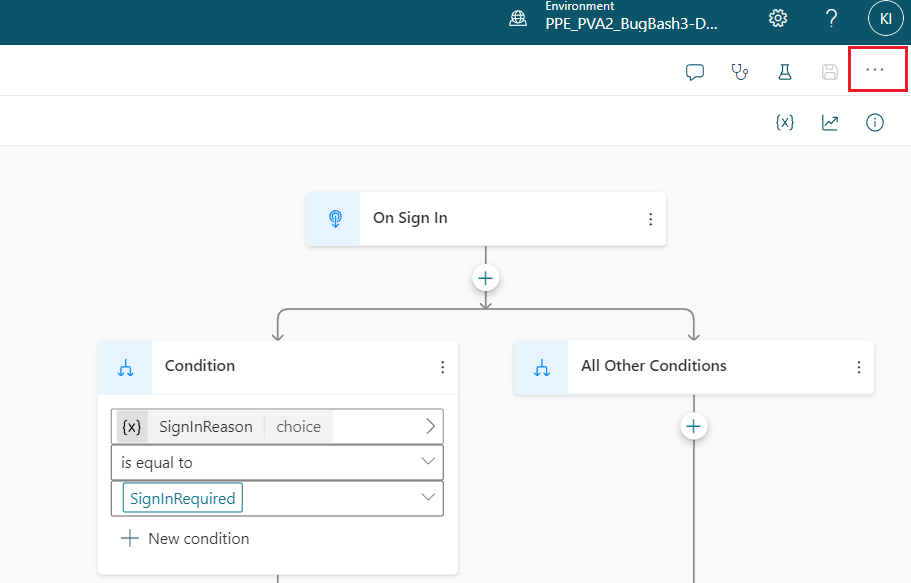 Environment
PPE_PVA2_BugBash3-D...
?
KI
...
{x}
On Sign In
Condition
All Other Conditions
{x} SignInReason choice
is equal to
SignInRequired
New condition